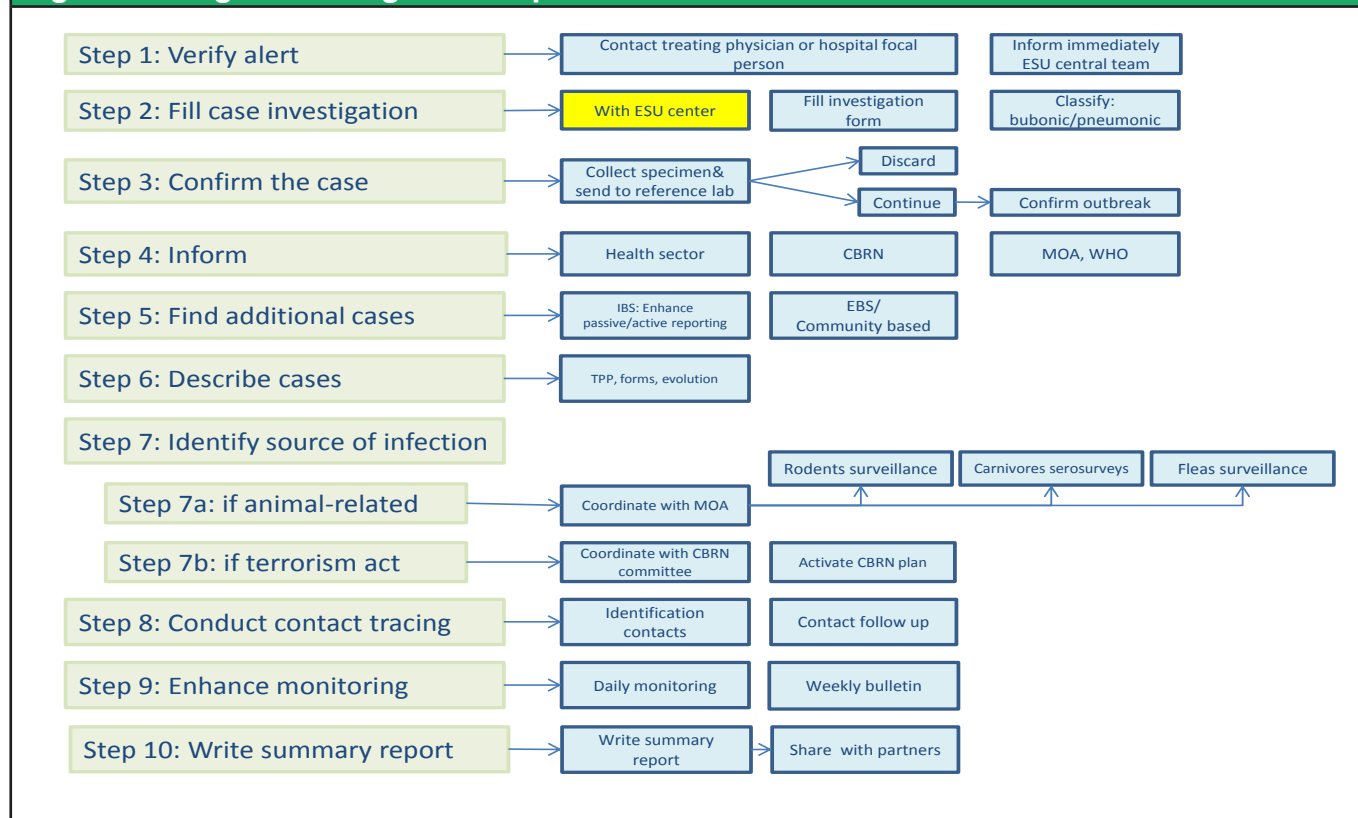 Step 1: Verify alert
Contact treating physician or hospital focal
person
Inform immediately
ESU central team
Step 2: Fill case investigation
With ESU center
Fill investigation
form
Classify:
bubonic/pneumonic
Step 3: Confirm the case
Collect specimen&
send to reference lab
Discard
Continue
Confirm outbreak
Step 4: Inform
Health sector
CBRN
MOA, WHO
Step 5: Find additional cases
IBS: Enhance
passive/active reporting
EBS/
Community based
Step 6: Describe cases
TPP, forms, evolution
Step 7: Identify source of infection
Rodents surveillance
Carnivores serosurveys
Fleas surveillance
Step 7a: if animal-related
Coordinate with MOA
Step 7b: if terrorism act
Coordinate with CBRN
committee
Activate CBRN plan
Step 8: Conduct contact tracing
Identification
contacts
Contact follow up
Step 9: Enhance monitoring
Daily monitoring
Weekly bulletin
Step 10: Write summary report
Write summary
report
Share with partners